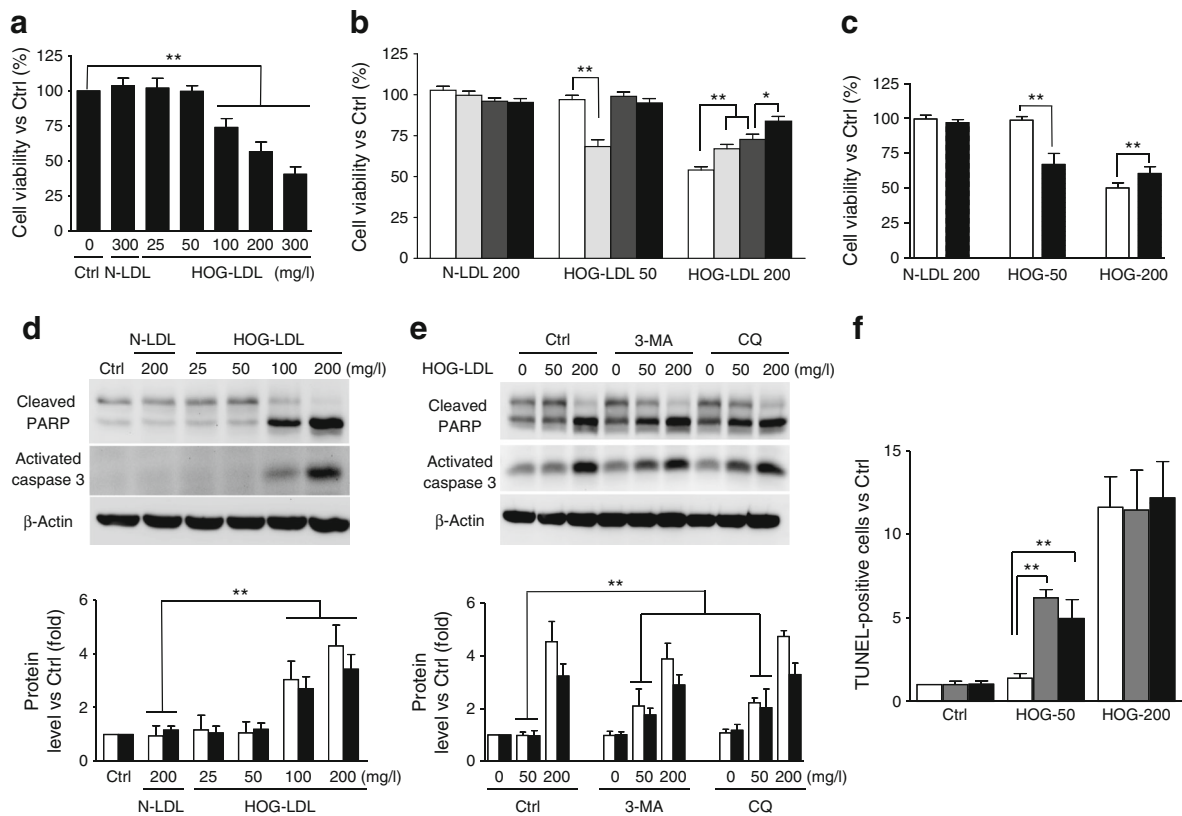 a
Cell viability vs Ctrl (%)
125
100
75
50
25
0
**
0 300 25 50 100 200 300
Ctrl N-LDL HOG-LDL (mg/l)
b
Cell viability vs Ctrl (%)
125
100
75
50
25
0
** ** *
N-LDL 200 HOG-LDL 50 HOG-LDL 200
c
Cell viability vs Ctrl (%)
125
100
75
50
25
0
** **
N-LDL 200 HOG-50 HOG-200
d
N-LDL HOG-LDL
Ctrl 200 25 50 100 200 (mg/l)
Cleaved
PARP
Activated
caspase 3
β-Actin
Protein
level vs Ctrl (fold)
6
4
2
0
**
Ctrl 200 25 50 100 200 (mg/l)
N-LDL HOG-LDL
e
Ctrl 3-MA CQ
HOG-LDL 0 50 200 0 50 200 0 50 200 (mg/l)
Cleaved
PARP
Activated
caspase 3
β-Actin
Protein
level vs Ctrl (fold)
6
4
2
0
**
0 50 200 0 50 200 0 50 200 (mg/l)
Ctrl 3-MA CQ
f
TUNEL-positive cells vs Ctrl
15
10
5
0
**
**
Ctrl HOG-50 HOG-200